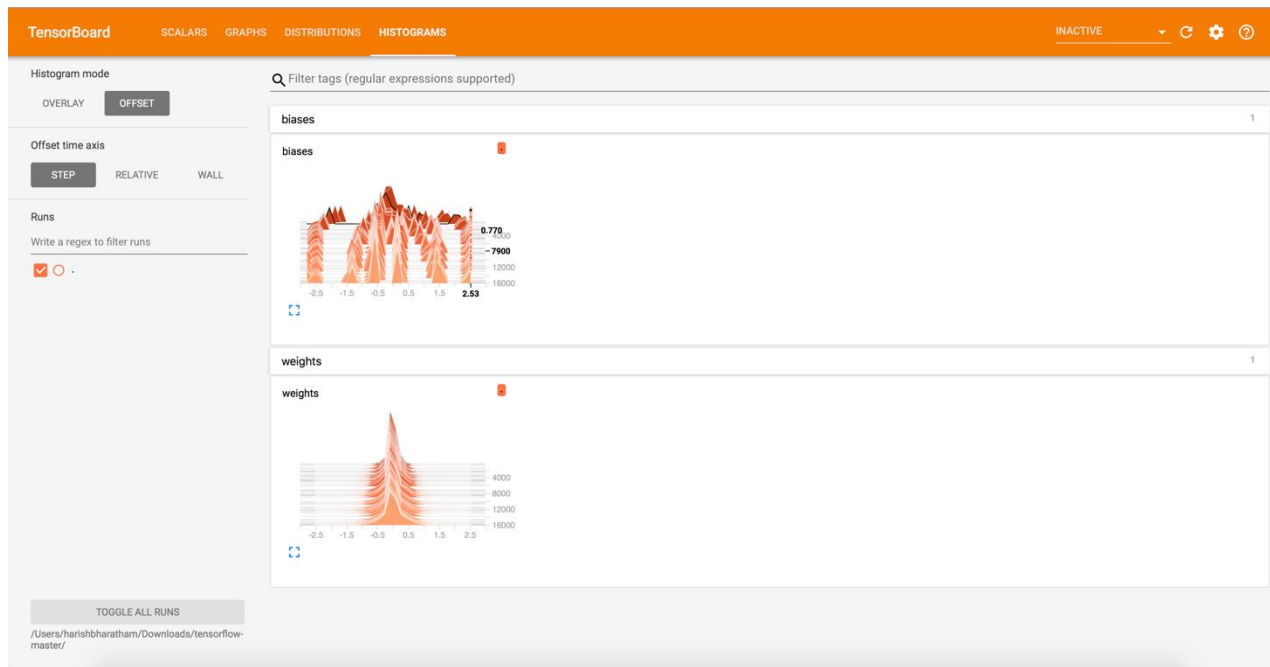 TensorBoard SCALARS GRAPHS DISTRIBUTIONS HISTOGRAMS INACTIVE
Histogram mode
OVERLAY OFFSET
Offset time axis
STEP RELATIVE WALL
Runs
Write a regex to filter runs
.
TOGGLE ALL RUNS
/Users/harishbharatham/Downloads/tensorflow-
master/
Filter tags (regular expressions supported)
biases 1
biases
0.770
4000
7900
12000
16000
-2.5 -1.5 -0.5 0.5 1.5 2.53
weights 1
weights
4000
8000
12000
16000
-2.5 -1.5 -0.5 0.5 1.5 2.5